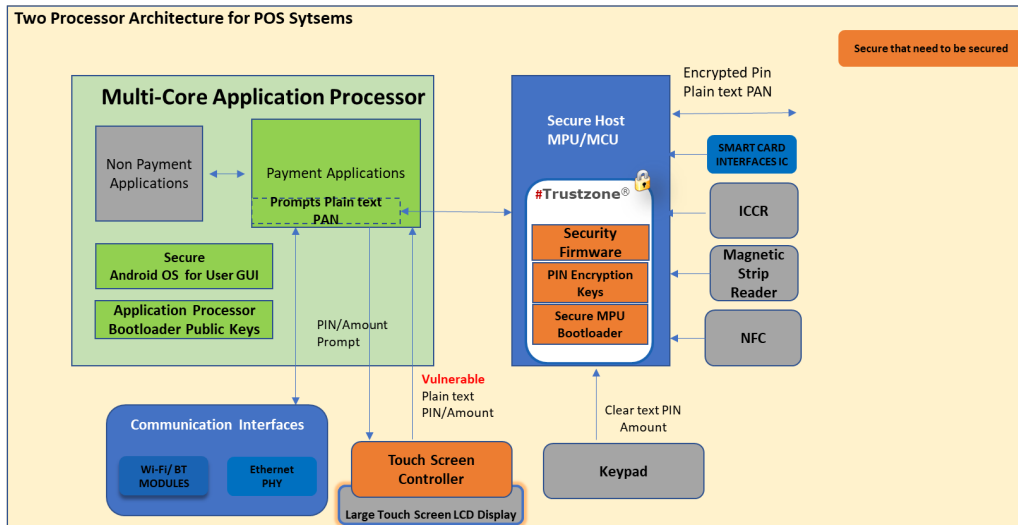 Two Processor Architecture for POS Sytsems
Secure that need to be secured
Multi-Core Application Processor
Non Payment
Applications
Payment Applications
Prompts Plain text
PAN
Secure
Android OS for User GUI
Application Processor
Bootloader Public Keys
Secure Host
MPU/MCU
#Trustzone®
Security
Firmware
PIN Encryption
Keys
Secure MPU
Bootloader
Encrypted Pin
Plain text PAN
SMART CARD
INTERFACES IC
ICCR
Magnetic
Strip
Reader
NFC
PIN/Amount
Prompt
Vulnerable
Plain text
PIN/Amount
Clear text PIN
Amount
Communication Interfaces
Wi-Fi/ BT
MODULES
Ethernet
PHY
Touch Screen
Controller
Large Touch Screen LCD Display
Keypad